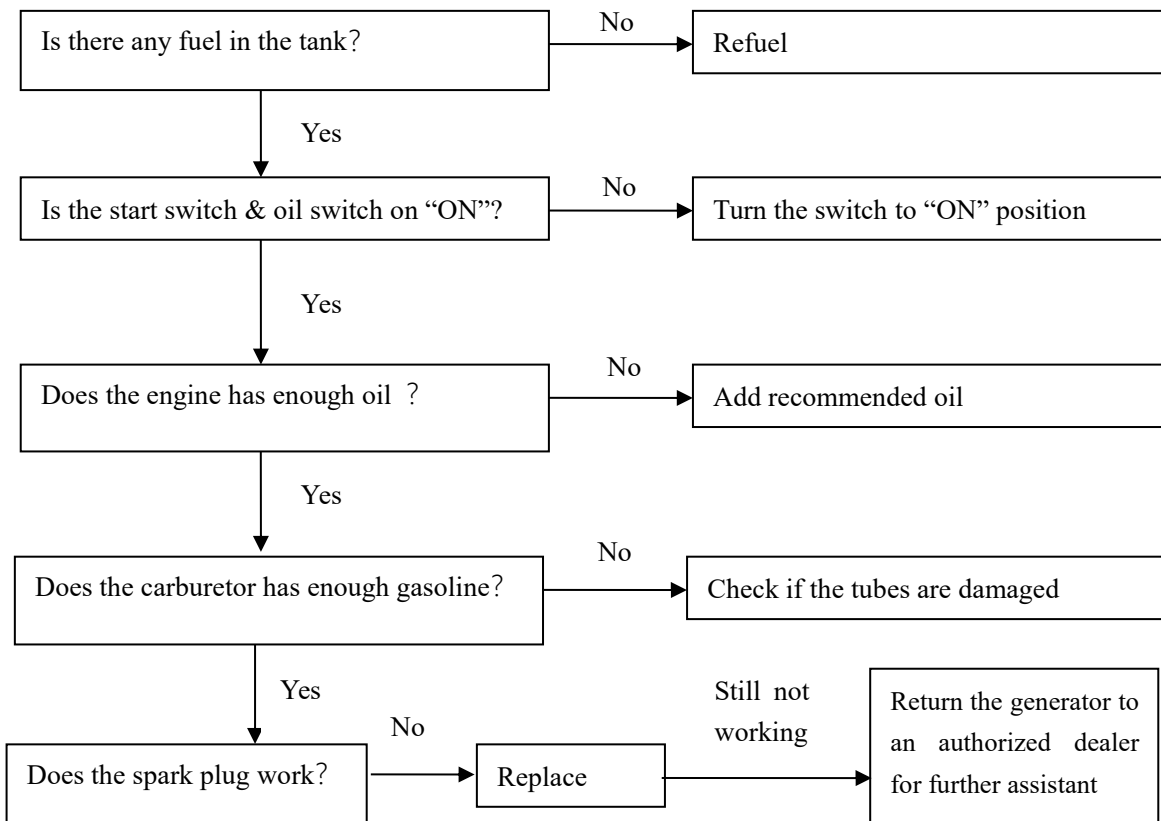 Is there any fuel in the tank？
No
Refuel
Yes
Is the start switch & oil switch on “ON”？
No
Turn the switch to “ON” position
Yes
Does the engine has enough oil ？
No
Add recommended oil
Yes
Does the carburetor has enough gasoline？
No
Check if the tubes are damaged
Yes
Does the spark plug work？
No
Replace
Still not
working
Return the generator to
an authorized dealer
for further assistant